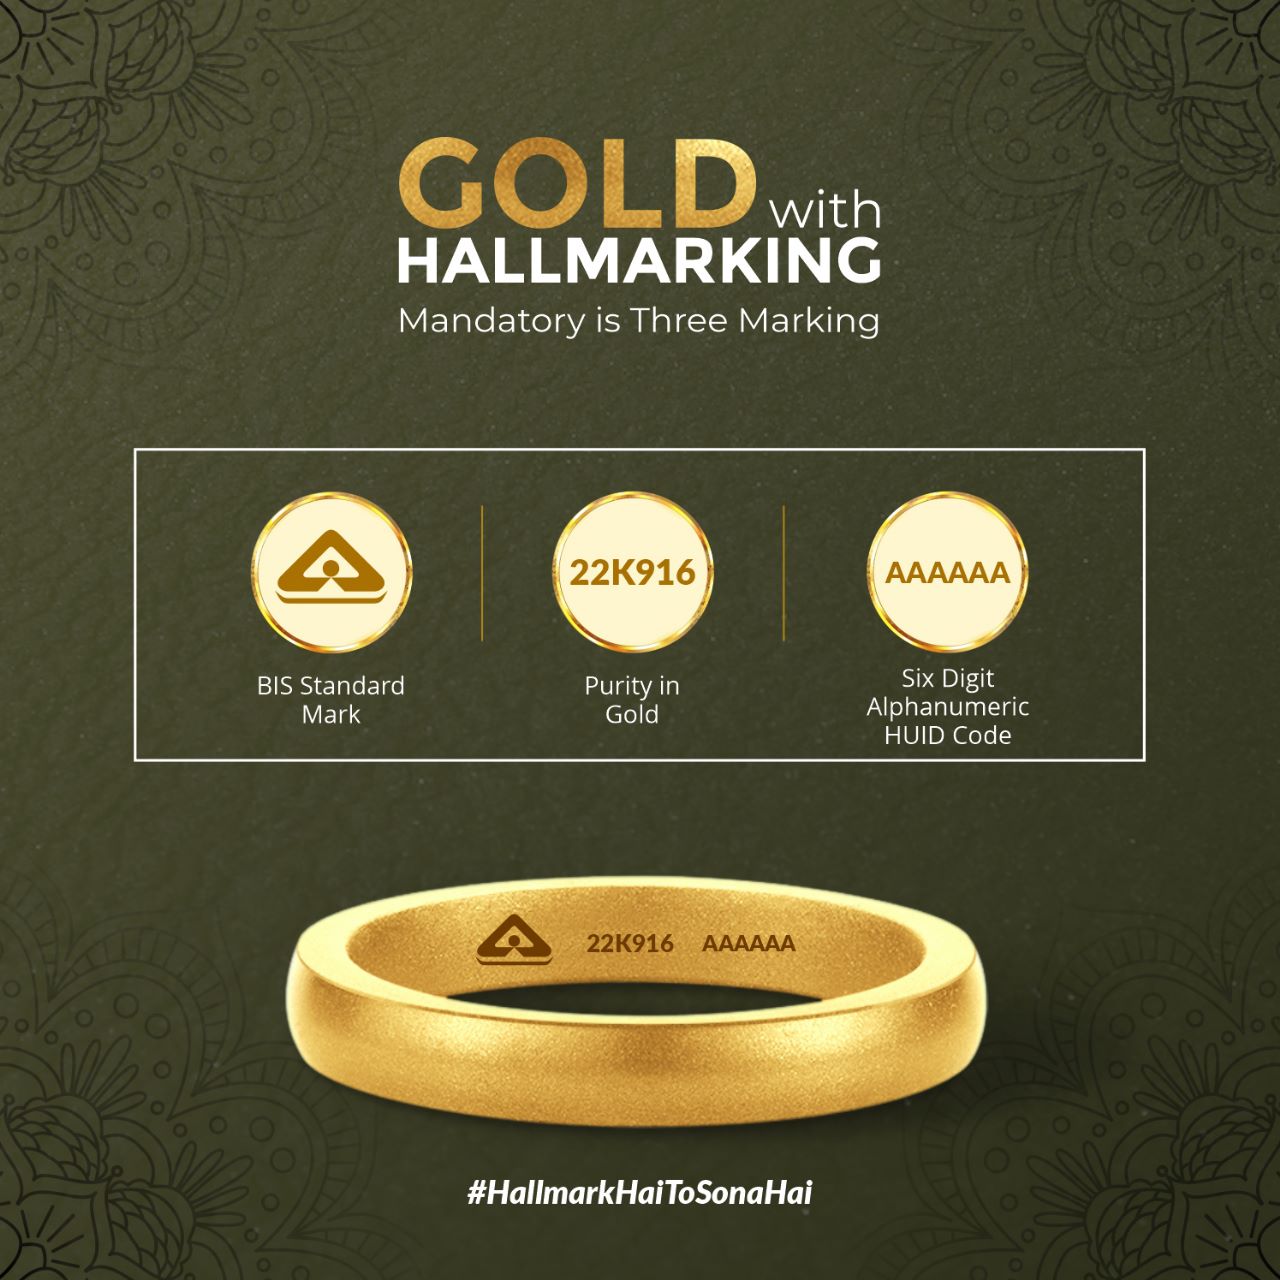 GOLD with
HALLMARKING
Mandatory is Three Marking
22K916
AAAAAA
BIS Standard
Mark
Purity in
Gold
Six Digit
Alphanumeric
HUID Code
22K916 AAAAAA
#HallmarkHaiToSonaHai